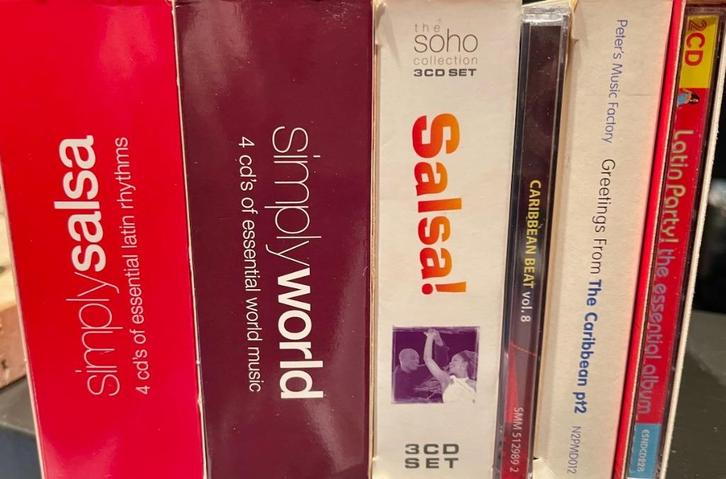 simplysalsa
4 cd's of essential latin rhythms
simplyworld
4 cd's of essential world music
the
soho
collection
3CD SET
Salsa!
3CD
SET
CARIBBEAN BEAT vol. 8
SMM 512989 2
Peter's Music Factory
Greetings From The Caribbean pt2
N2PMD012
2CD
Latin Party! the essential album
ESNDCD228